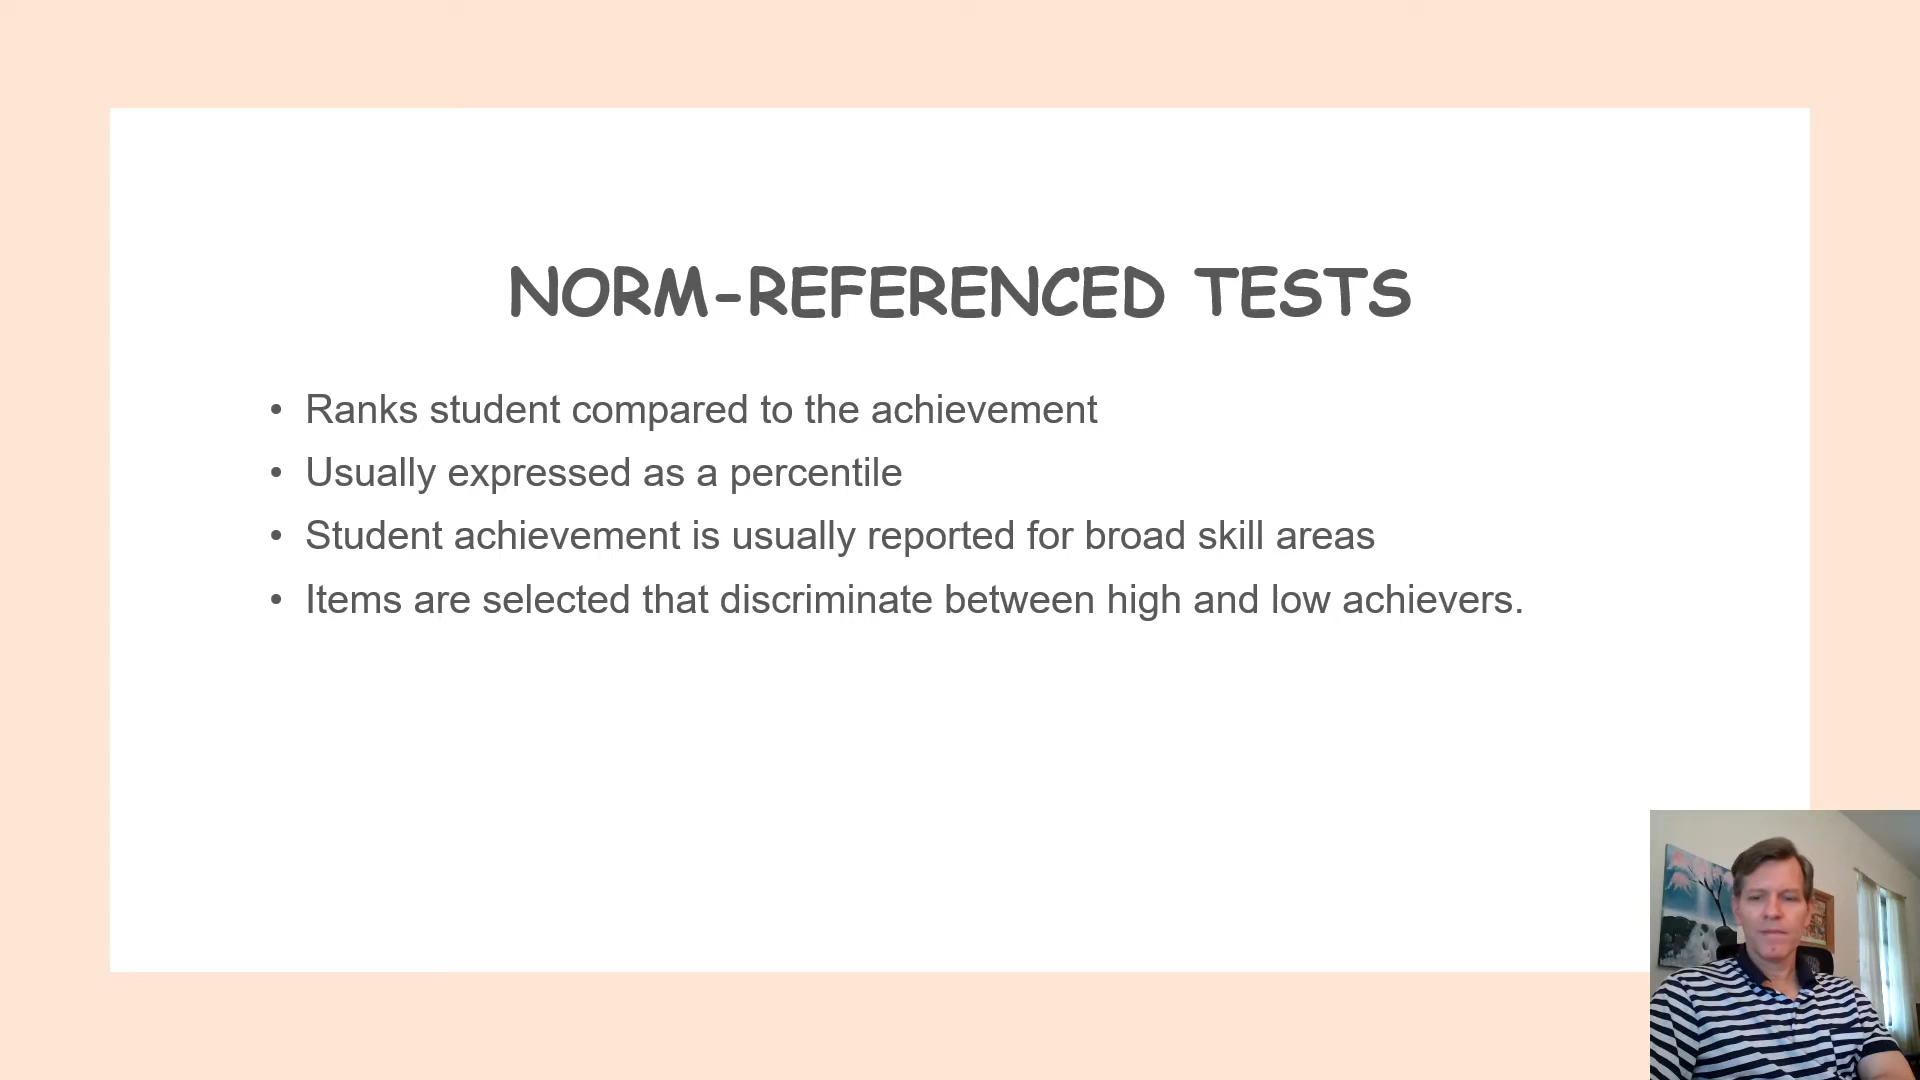 NORM-REFERENCED TESTS
• Ranks student compared to the achievement
• Usually expressed as a percentile
• Student achievement is usually reported for broad skill areas
• Items are selected that discriminate between high and low achievers.